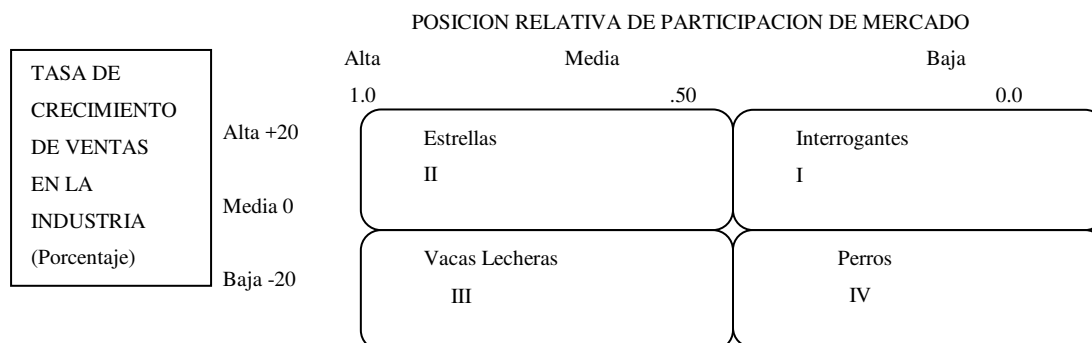 POSICION RELATIVA DE PARTICIPACION DE MERCADO
Alta Media Baja
1.0 .50 0.0
TASA DE
CRECIMIENTO
DE VENTAS
EN LA
INDUSTRIA
(Porcentaje)
Alta +20
Media 0
Baja -20
Estrellas
II
Interrogantes
I
Vacas Lecheras
III
Perros
IV